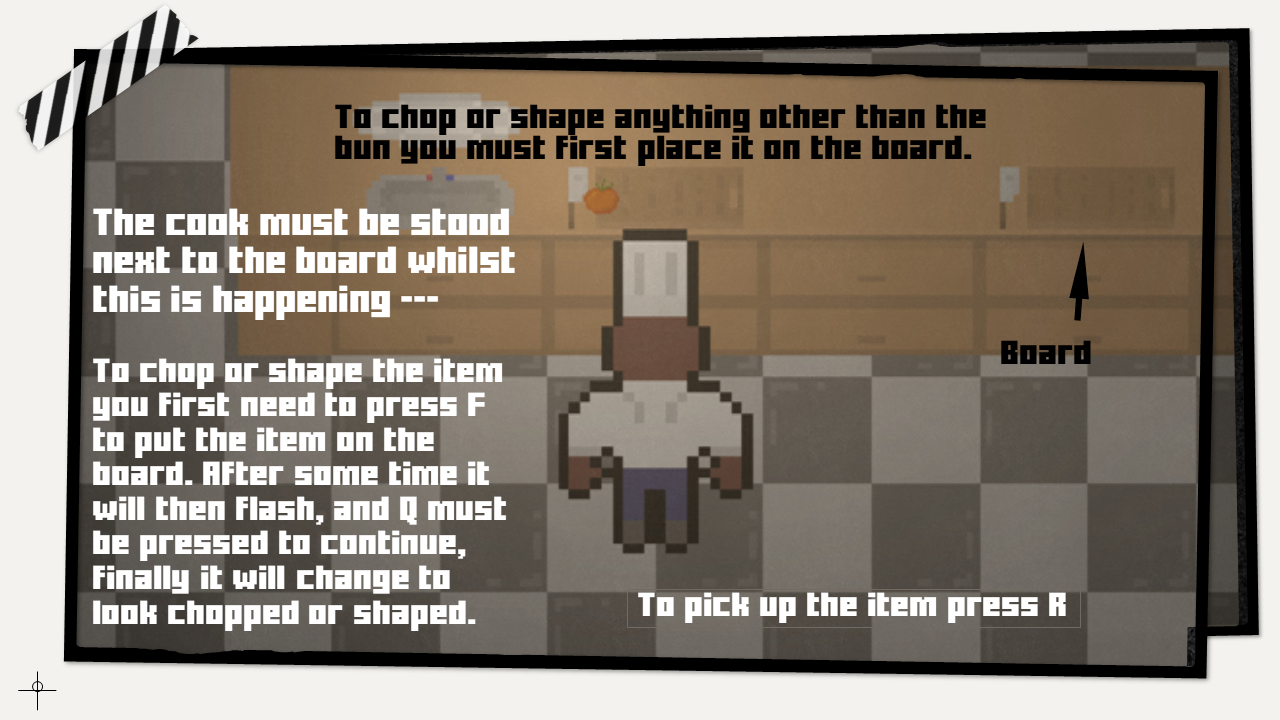 To chop or shape anything other than the
bun you must first place it on the board.
The cook must be stood
next to the board whilst
this is happening ---
To chop or shape the item
you first need to press F
to put the item on the
board. After some time it
will then flash, and Q must
be pressed to continue,
finally it will change to
look chopped or shaped.
Board
To pick up the item press R